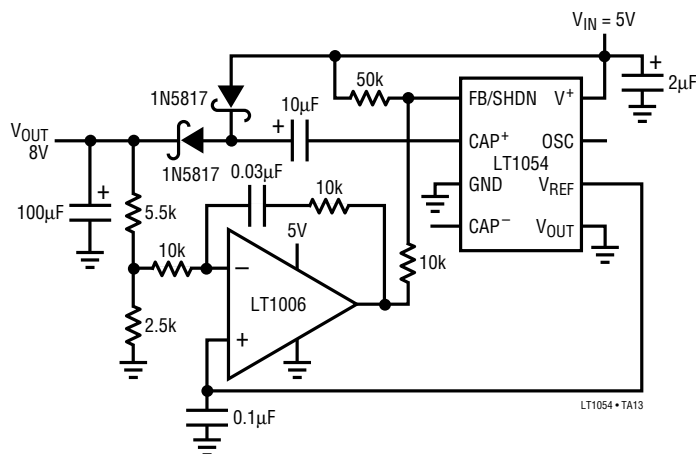 V_IN = 5V
50k
1N5817
10μF
+
FB/SHDN
V+
+
2μF
V_OUT
8V
+
CAP+
OSC
LT1054
1N5817
0.03μF
10k
GND
V_REF
100μF
+
5.5k
5V
CAP−
V_OUT
10k
−
10k
LT1006
2.5k
+
0.1μF
LT1054 • TA13